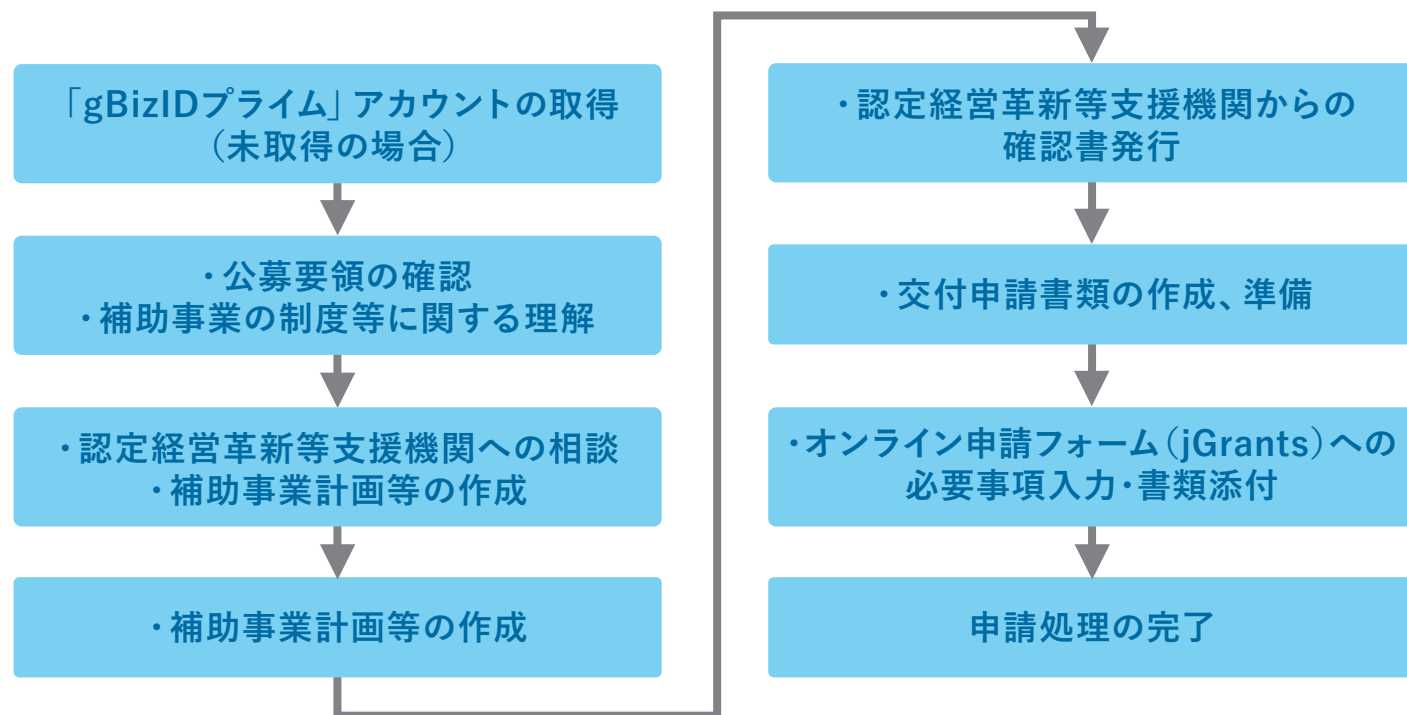 「gBizIDプライム」アカウントの取得
（未取得の場合）
・公募要領の確認
・補助事業の制度等に関する理解
・認定経営革新等支援機関への相談
・補助事業計画等の作成
・補助事業計画等の作成
・認定経営革新等支援機関からの
確認書発行
・交付申請書類の作成、準備
・オンライン申請フォーム（jGrants）への
必要事項入力・書類添付
申請処理の完了